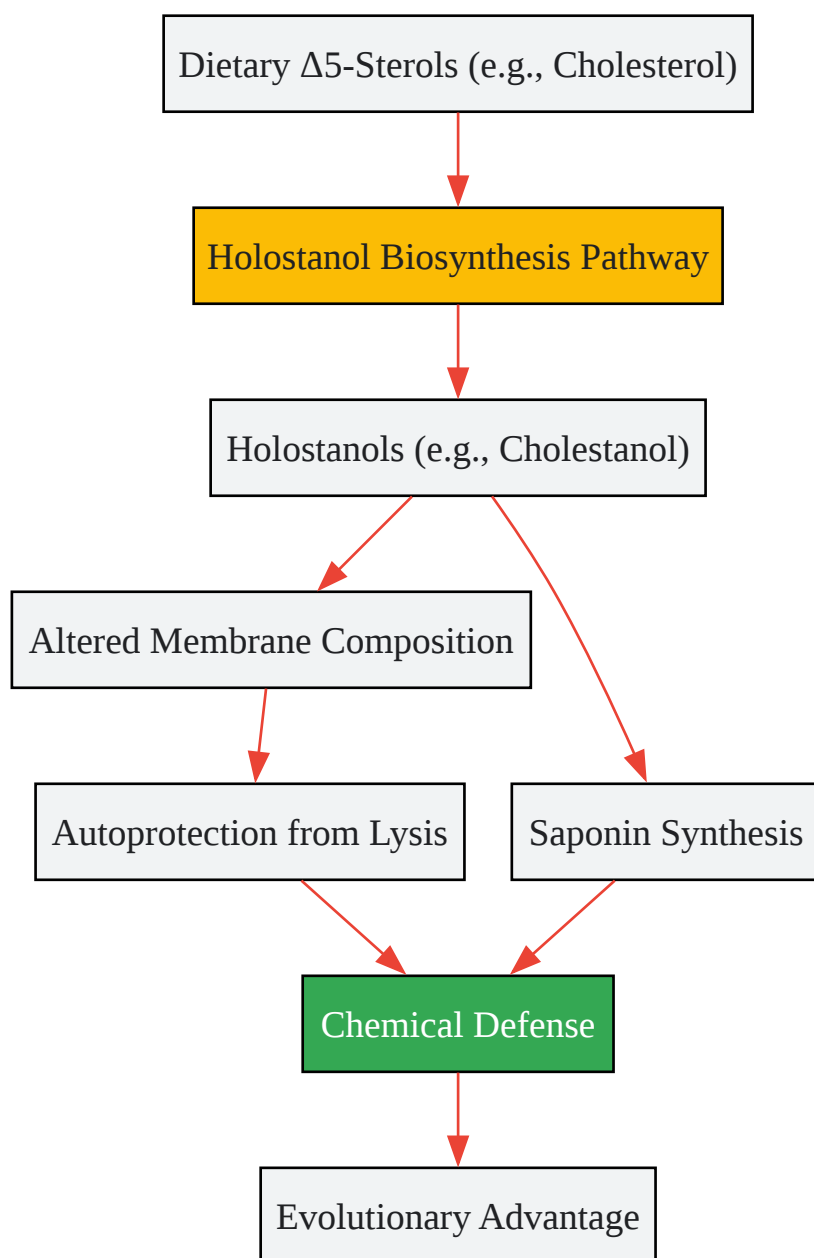 Dietary Δ5-Sterols (e.g., Cholesterol)
Holostanol Biosynthesis Pathway
Holostanols (e.g., Cholestanol)
Altered Membrane Composition
Autoprotection from Lysis
Saponin Synthesis
Chemical Defense
Evolutionary Advantage